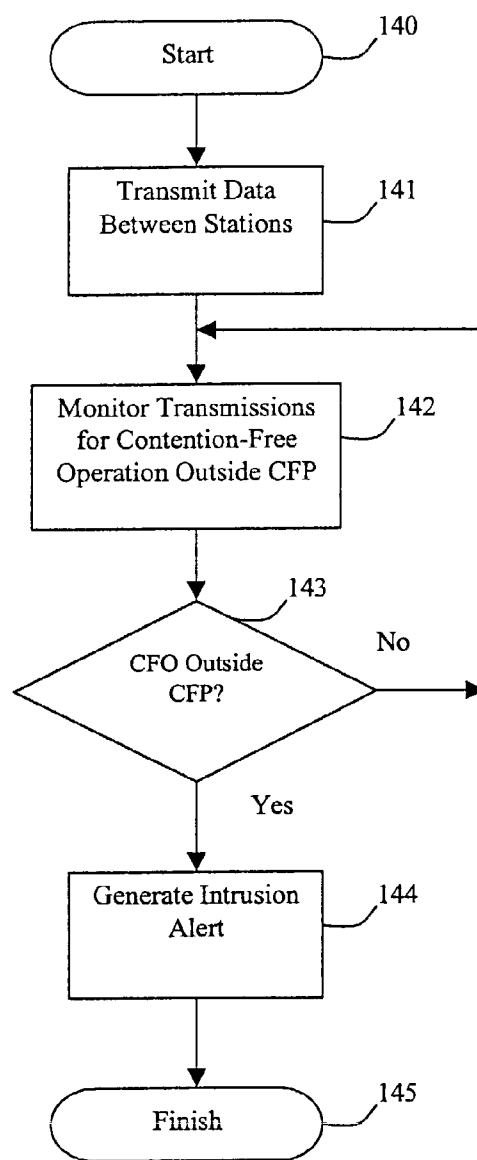 Start
140
Transmit Data
Between Stations
141
Monitor Transmissions
for Contention-Free
Operation Outside CFP
142
143
CFO Outside
CFP?
No
Yes
Generate Intrusion
Alert
144
Finish
145